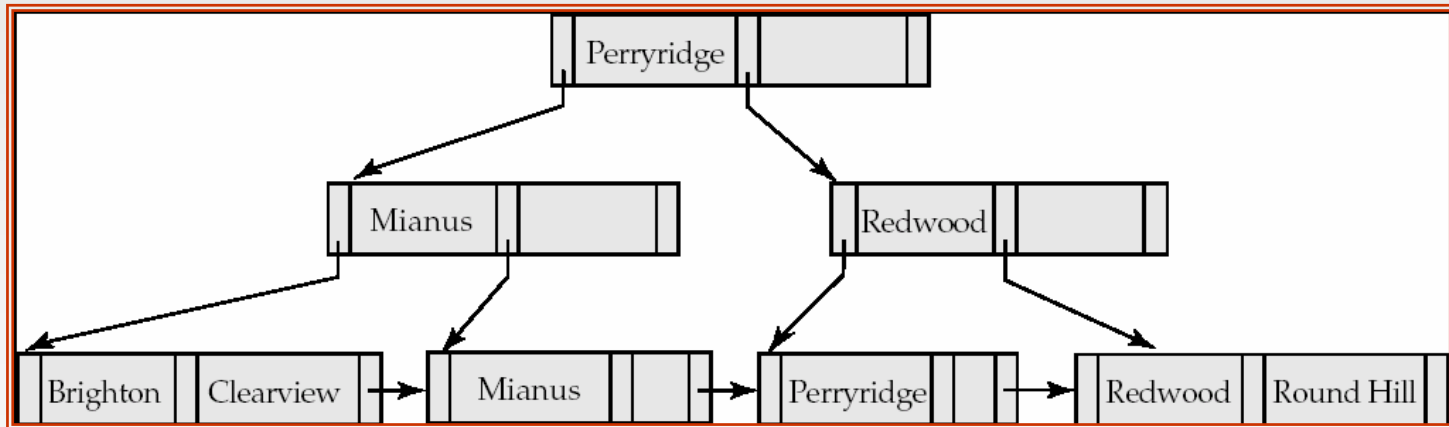 Perryridge
Mianus
Redwood
Brighton
Clearview
Mianus
Perryridge
Redwood
Round Hill